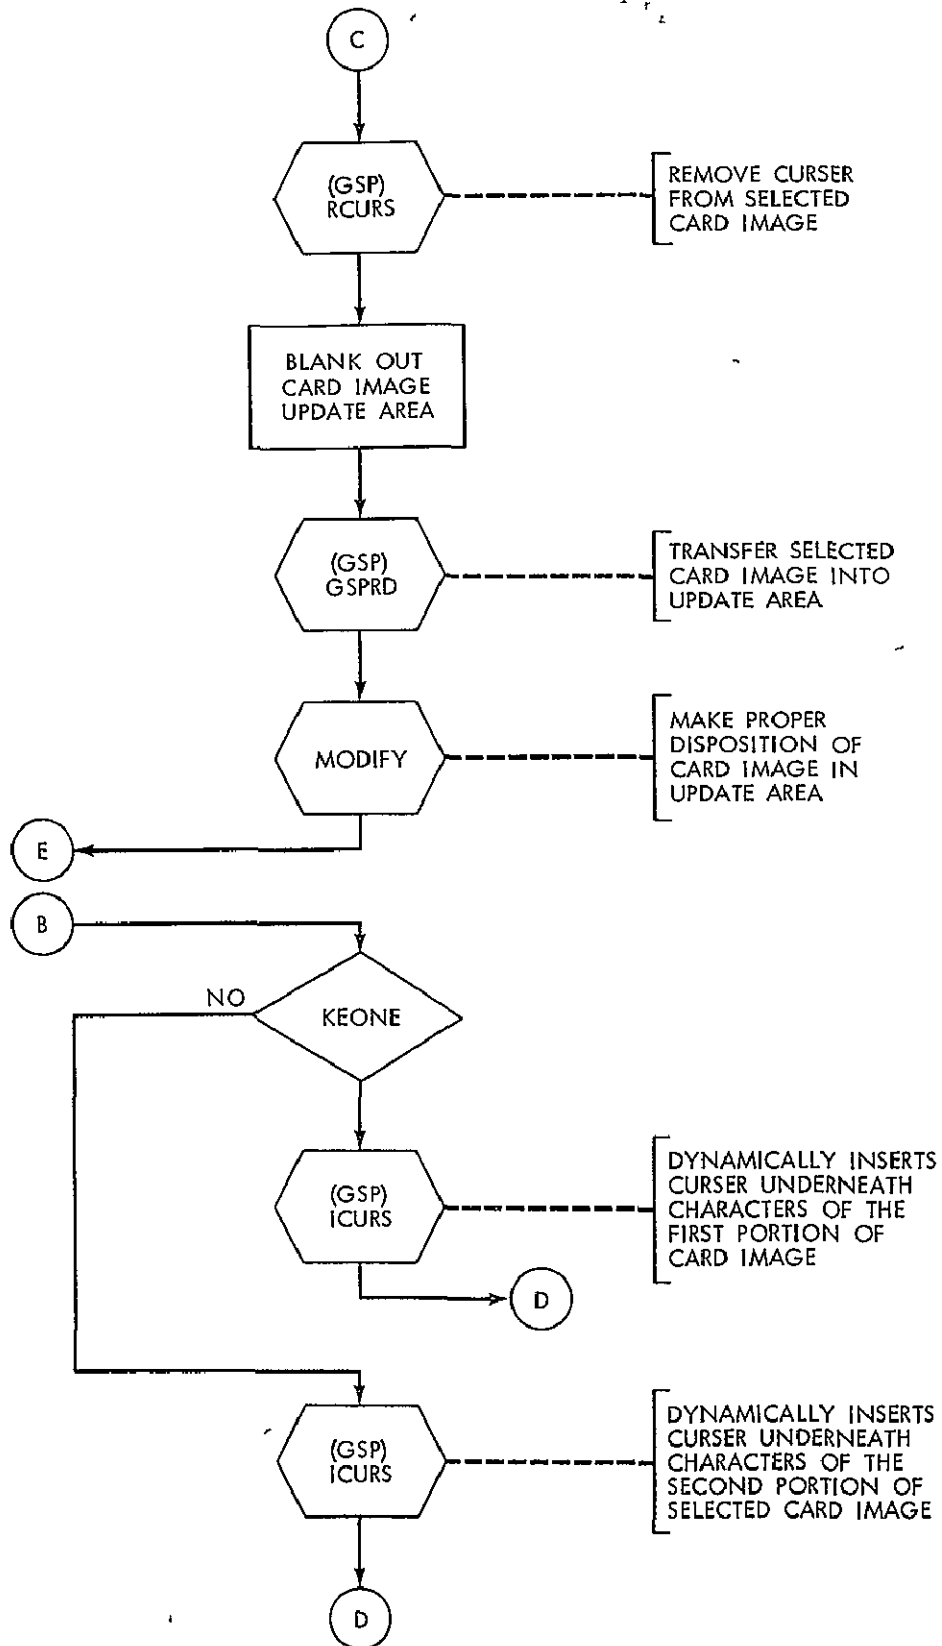 C
(GSP)
RCURS
REMOVE CURSER
FROM SELECTED
CARD IMAGE
BLANK OUT
CARD IMAGE
UPDATE AREA
(GSP)
GSPRD
TRANSFER SELECTED
CARD IMAGE INTO
UPDATE AREA
MODIFY
MAKE PROPER
DISPOSITION OF
CARD IMAGE IN
UPDATE AREA
E
B
NO
KEONE
(GSP)
ICURS
DYNAMICALLY INSERTS
CURSER UNDERNEATH
CHARACTERS OF THE
FIRST PORTION OF
CARD IMAGE
D
(GSP)
ICURS
DYNAMICALLY INSERTS
CURSER UNDERNEATH
CHARACTERS OF THE
SECOND PORTION OF
SELECTED CARD IMAGE
D